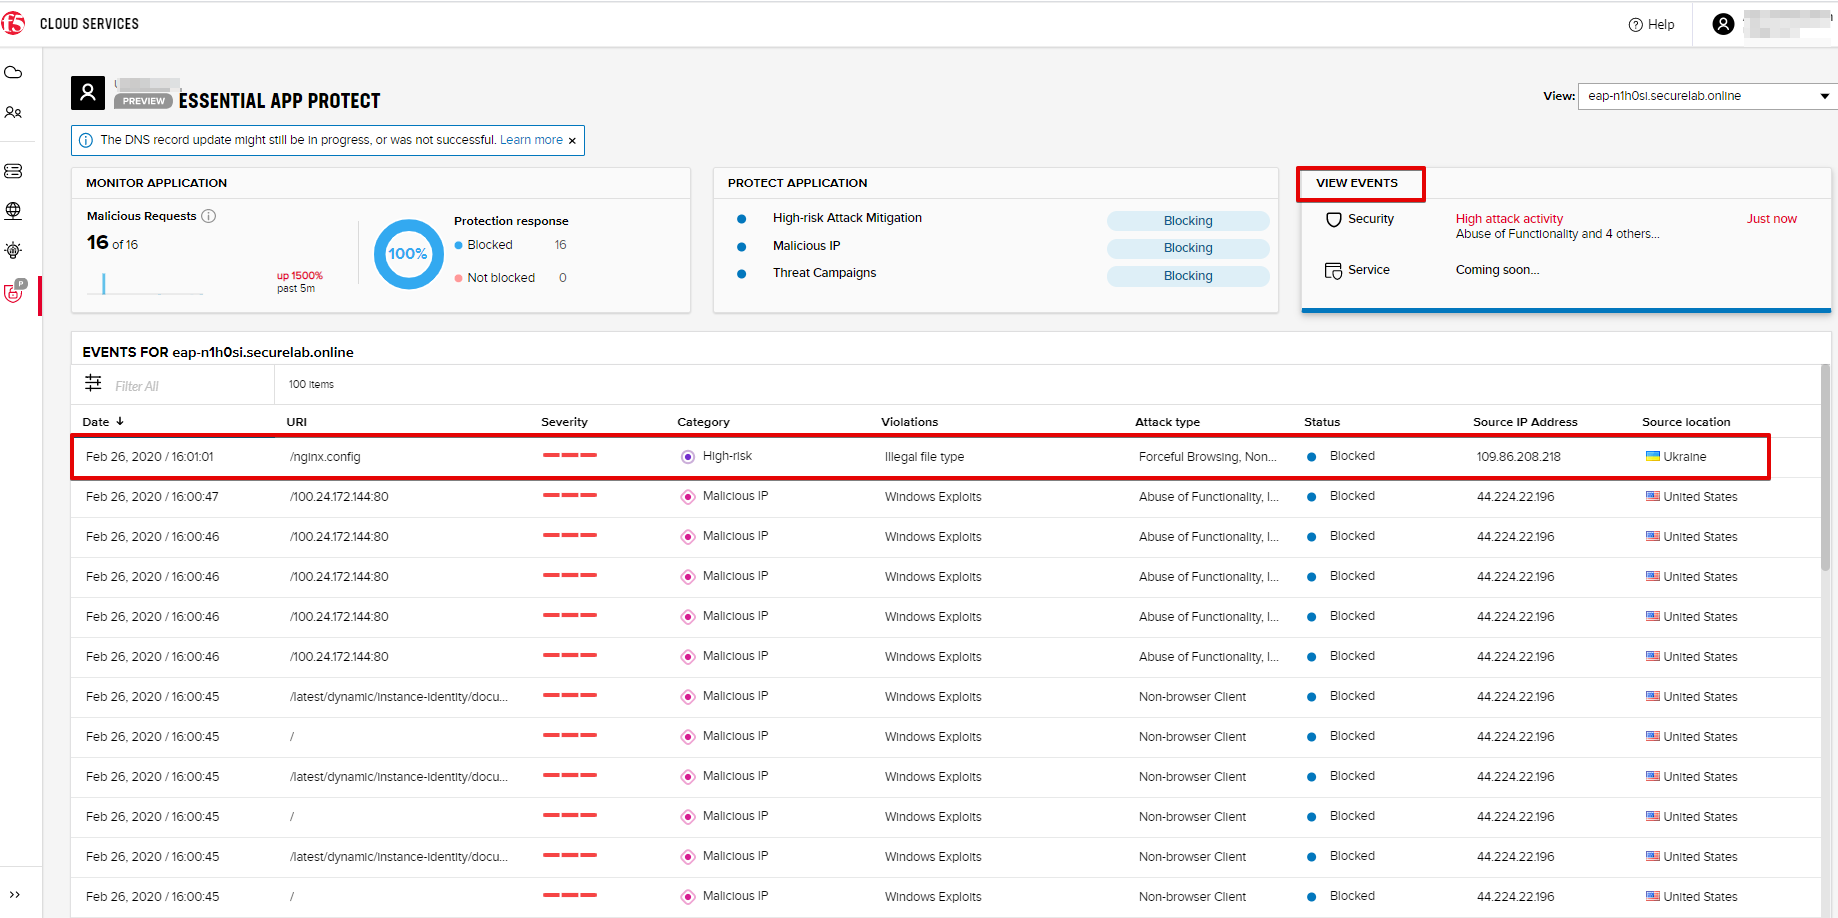 f5 CLOUD SERVICES
Help
PREVIEW ESSENTIAL APP PROTECT
View: eap-n1h0si.securelab.online
The DNS record update might still be in progress, or was not successful. Learn more ×
MONITOR APPLICATION
Malicious Requests
16 of 16
up 1500%
past 5m
100%
Protection response
Blocked 16
Not blocked 0
PROTECT APPLICATION
High-risk Attack Mitigation Blocking
Malicious IP Blocking
Threat Campaigns Blocking
VIEW EVENTS
Security High attack activity Just now
Abuse of Functionality and 4 others...
Service Coming soon...
P
EVENTS FOR eap-n1h0si.securelab.online
Filter All 100 Items
Date URI Severity Category Violations Attack type Status Source IP Address Source location
Feb 26, 2020 / 16:01:01 /nginx.config High-risk Illegal file type Forceful Browsing, Non... Blocked 109.86.208.218 Ukraine
Feb 26, 2020 / 16:00:47 /100.24.172.144:80 Malicious IP Windows Exploits Abuse of Functionality, I... Blocked 44.224.22.196 United States
Feb 26, 2020 / 16:00:46 /100.24.172.144:80 Malicious IP Windows Exploits Abuse of Functionality, I... Blocked 44.224.22.196 United States
Feb 26, 2020 / 16:00:46 /100.24.172.144:80 Malicious IP Windows Exploits Abuse of Functionality, I... Blocked 44.224.22.196 United States
Feb 26, 2020 / 16:00:46 /100.24.172.144:80 Malicious IP Windows Exploits Abuse of Functionality, I... Blocked 44.224.22.196 United States
Feb 26, 2020 / 16:00:46 /100.24.172.144:80 Malicious IP Windows Exploits Abuse of Functionality, I... Blocked 44.224.22.196 United States
Feb 26, 2020 / 16:00:45 /latest/dynamic/instance-identity/docu... Malicious IP Windows Exploits Non-browser Client Blocked 44.224.22.196 United States
Feb 26, 2020 / 16:00:45 / Malicious IP Windows Exploits Non-browser Client Blocked 44.224.22.196 United States
Feb 26, 2020 / 16:00:45 /latest/dynamic/instance-identity/docu... Malicious IP Windows Exploits Non-browser Client Blocked 44.224.22.196 United States
Feb 26, 2020 / 16:00:45 / Malicious IP Windows Exploits Non-browser Client Blocked 44.224.22.196 United States
Feb 26, 2020 / 16:00:45 /latest/dynamic/instance-identity/docu... Malicious IP Windows Exploits Non-browser Client Blocked 44.224.22.196 United States
Feb 26, 2020 / 16:00:45 / Malicious IP Windows Exploits Non-browser Client Blocked 44.224.22.196 United States